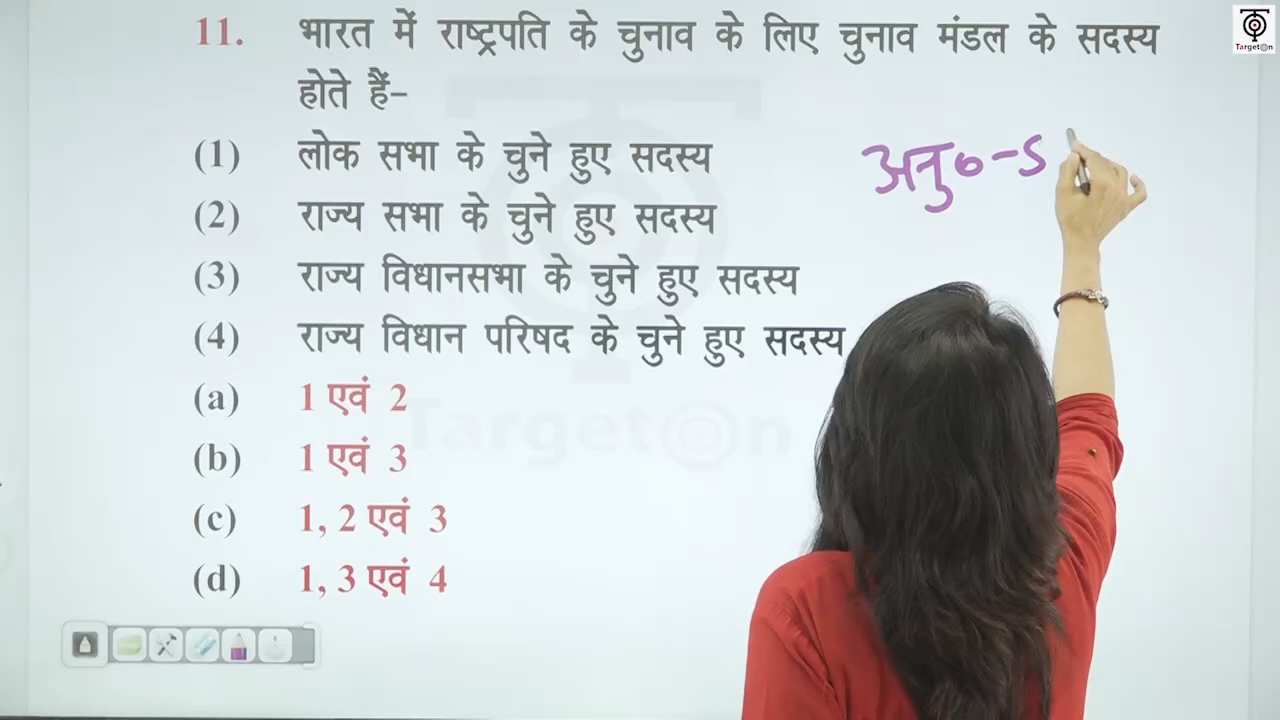 11. भारत में राष्ट्रपति के चुनाव के लिए चुनाव मंडल के सदस्य
होते हैं-
(1) लोक सभा के चुने हुए सदस्य
(2) राज्य सभा के चुने हुए सदस्य
(3) राज्य विधानसभा के चुने हुए सदस्य
(4) राज्य विधान परिषद के चुने हुए सदस्य
(a) 1 एवं 2
(b) 1 एवं 3
(c) 1, 2 एवं 3
(d) 1, 3 एवं 4
अनु०-5
Target@n
Target@n